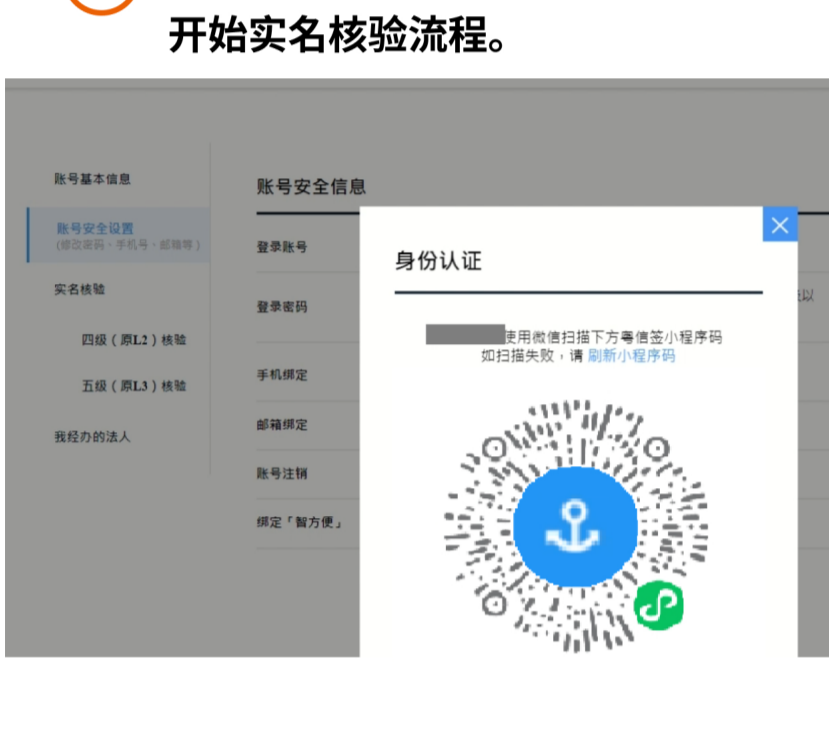 开始实名核验流程。
账号基本信息
账号安全设置
(修改密码、手机号、邮箱等)
实名核验
四级（原L2）核验
五级（原L3）核验
我经办的法人
账号安全信息
登录账号
登录密码
手机绑定
邮箱绑定
账号注销
绑定「智方便」
以
身份认证
使用微信扫描下方粤信签小程序码
如扫描失败，请 刷新小程序码